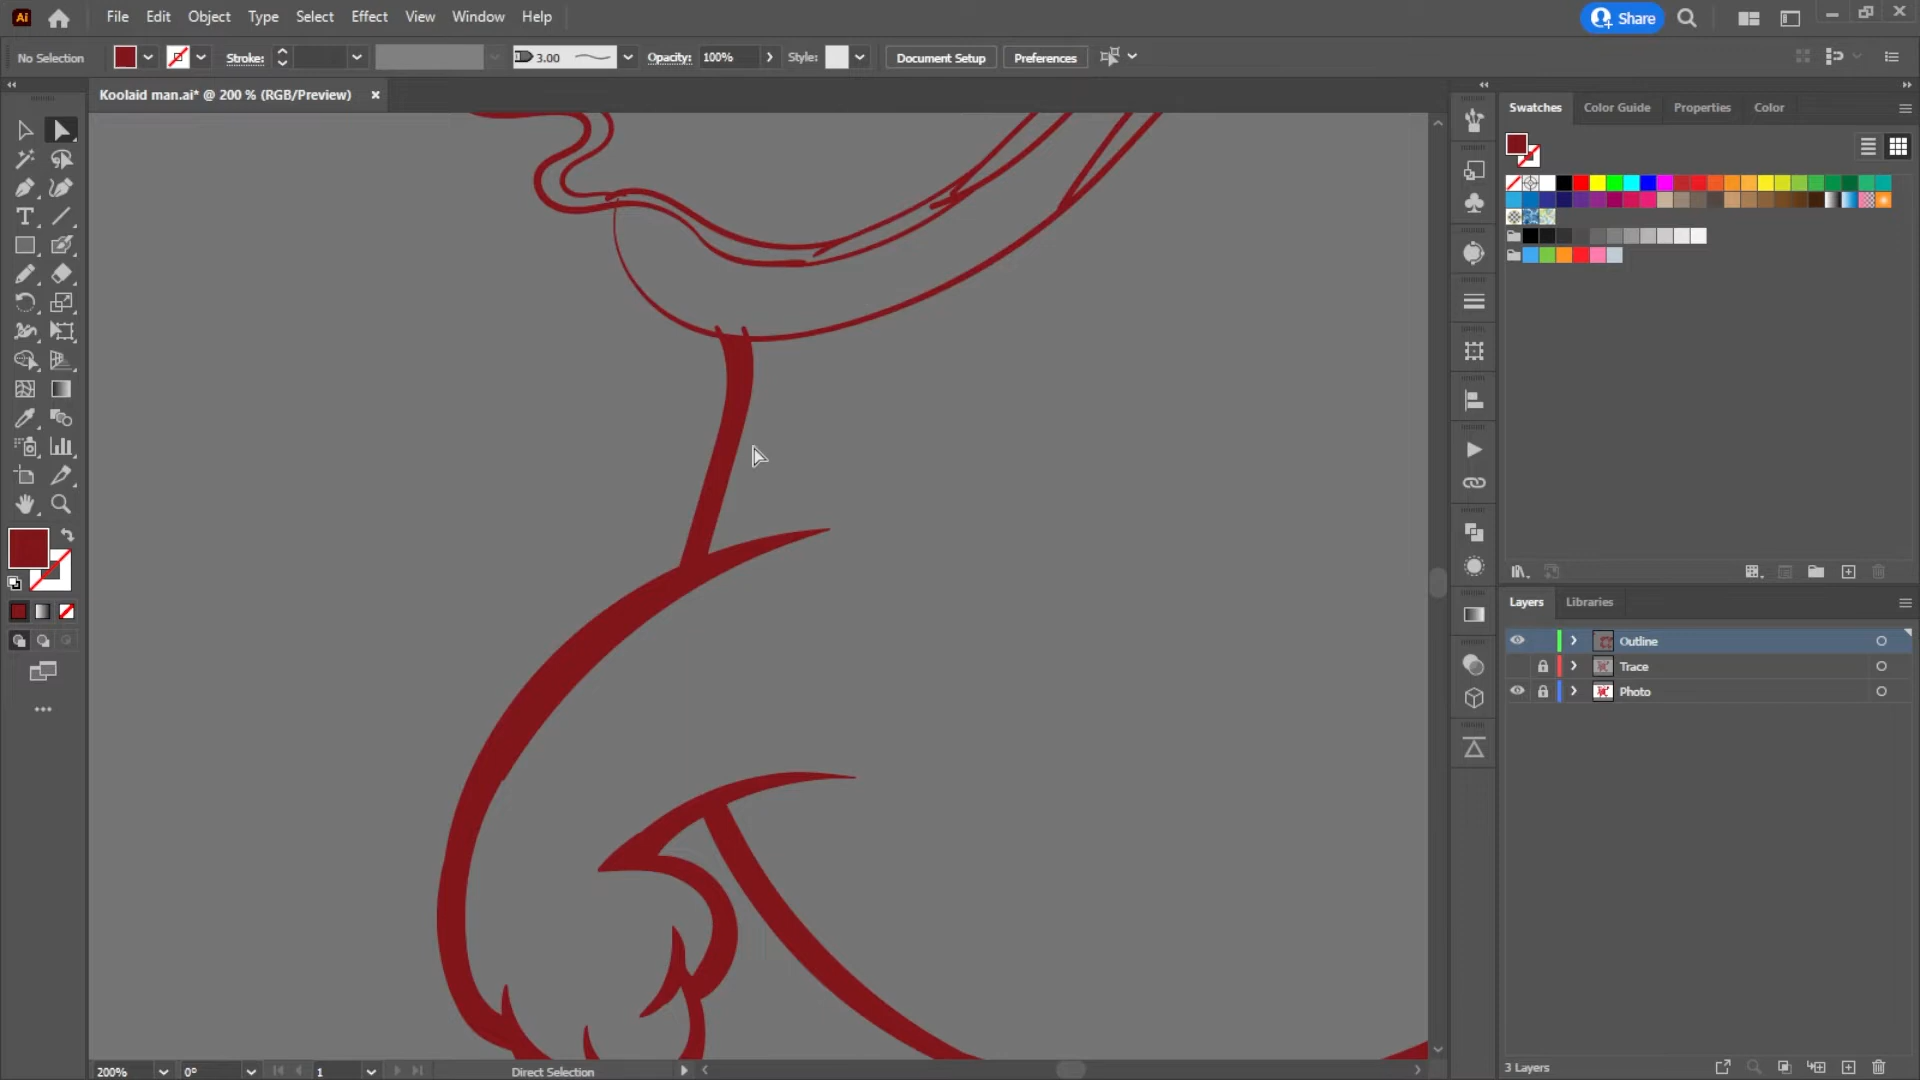 Ai File Edit Object Type Select Effect View Window Help Share
No Selection Stroke: 3.00 Opacity: 100% Style: Document Setup Preferences
Koolaid man.ai* @ 200 % (RGB/Preview) ×
Swatches Color Guide Properties Color
Layers Libraries
Outline
Trace
Photo
3 Layers
200% 0° 1 Direct Selection